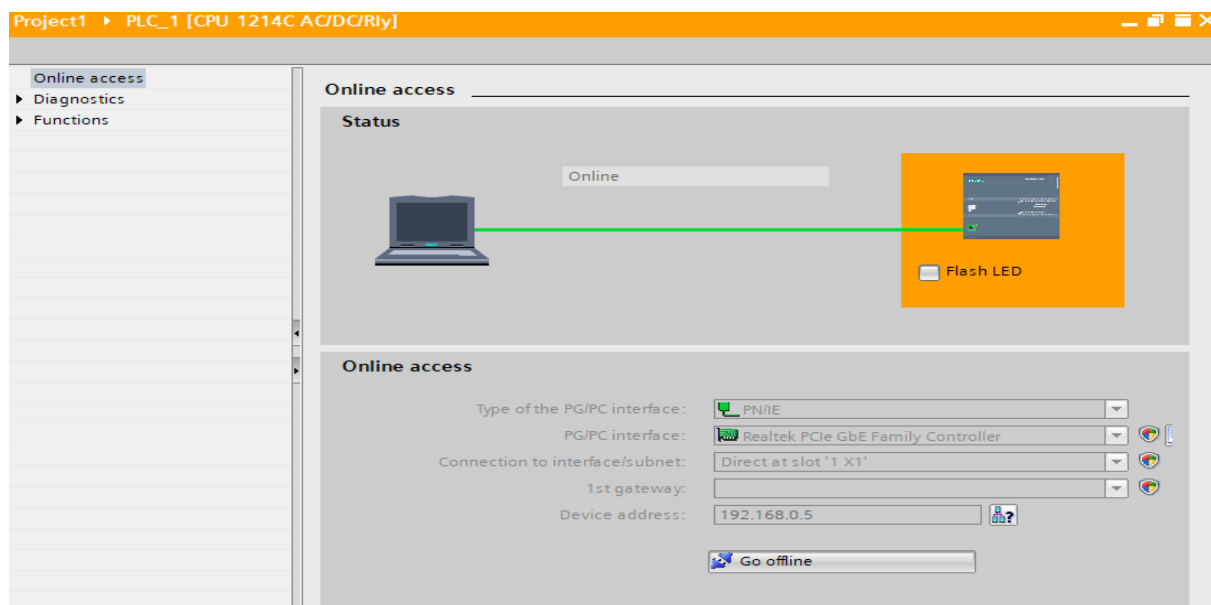 Project1 ▸ PLC_1 [CPU 1214C AC/DC/Rly]
Online access
Diagnostics
Functions
Online access
Status
Online
Flash LED
Online access
Type of the PG/PC interface: PN/IE
PG/PC interface: Realtek PCIe GbE Family Controller
Connection to interface/subnet: Direct at slot '1 X1'
1st gateway:
Device address: 192.168.0.5
Go offline